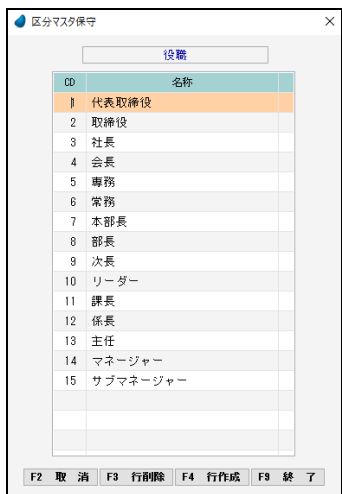 区分マスタ保守
役職
CD 名称
1 代表取締役
2 取締役
3 社長
4 会長
5 専務
6 常務
7 本部長
8 部長
9 次長
10 リーダー
11 課長
12 係長
13 主任
14 マネージャー
15 サブマネージャー
F2 取 消 F3 行削除 F4 行作成 F9 終 了